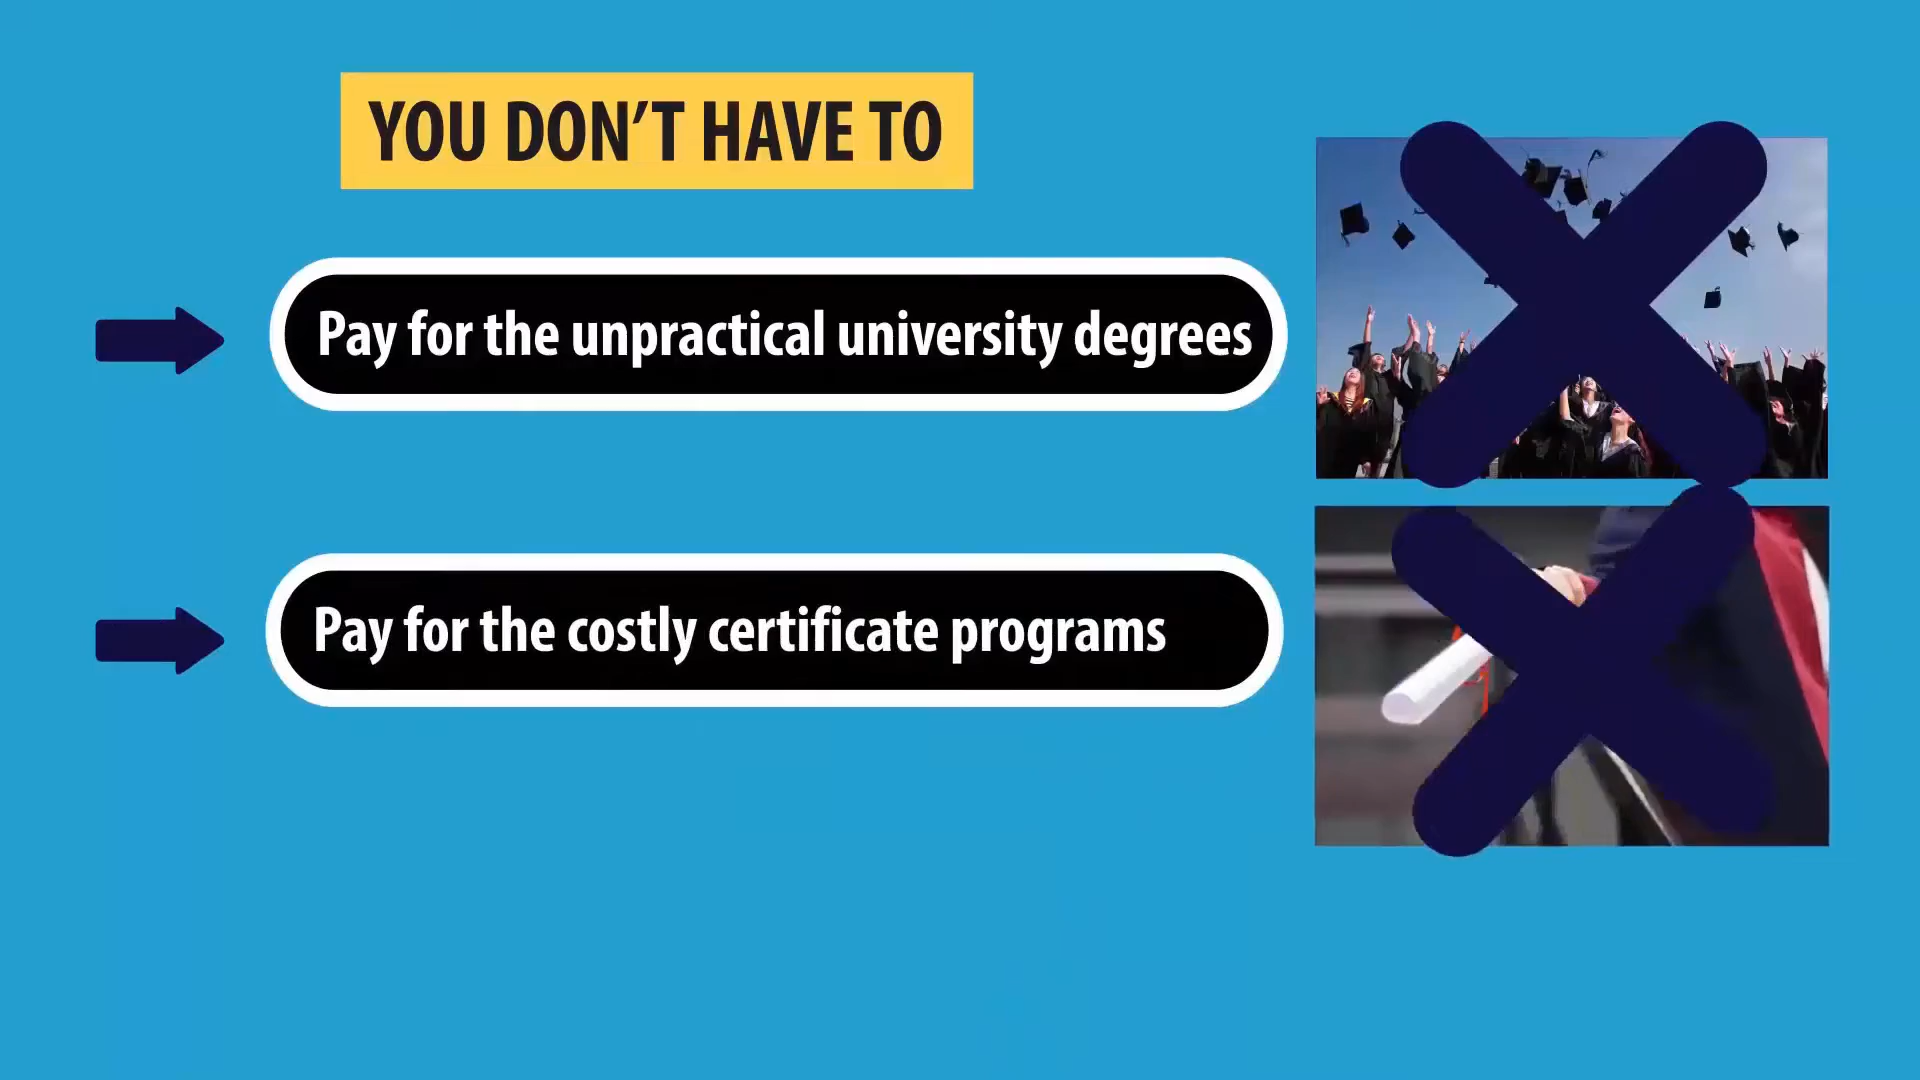 YOU DON'T HAVE TO
Pay for the unpractical university degrees
Pay for the costly certificate programs